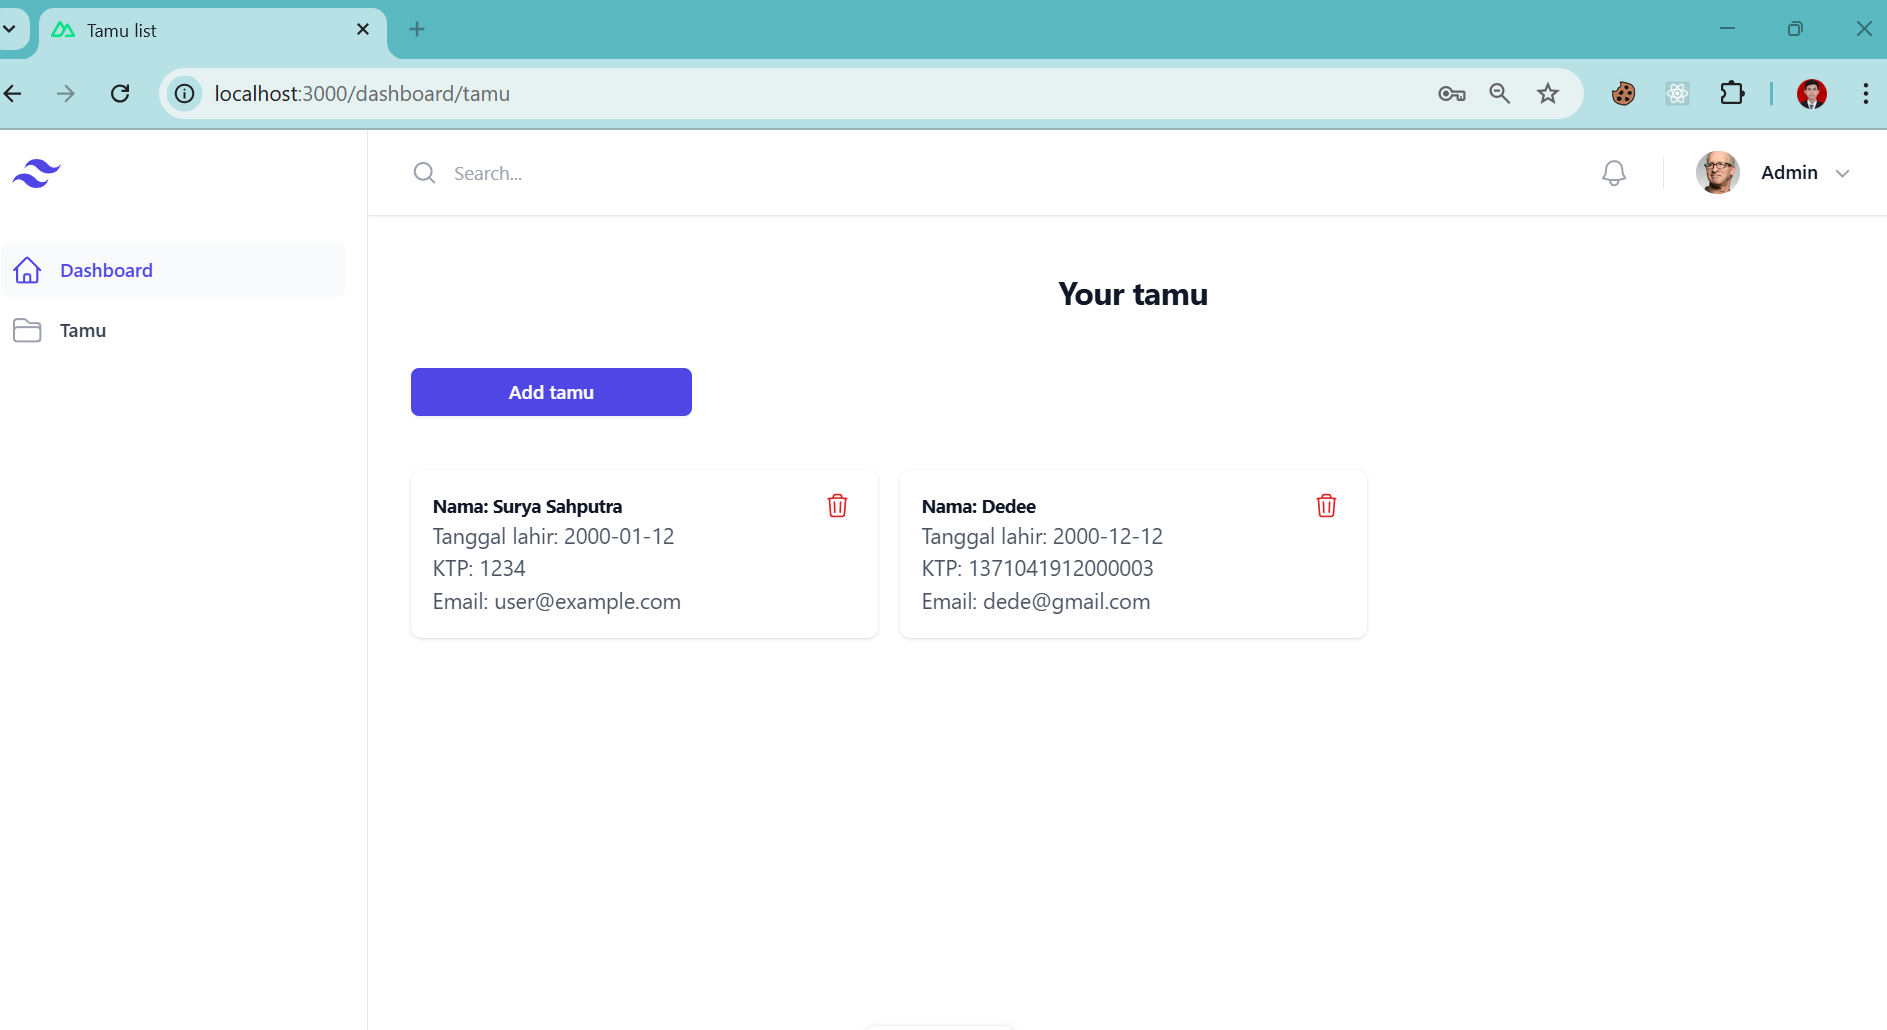 Tamu list
localhost:3000/dashboard/tamu
Search...
Admin
Dashboard
Tamu
Your tamu
Add tamu
Nama: Surya Sahputra
Tanggal lahir: 2000-01-12
KTP: 1234
Email: user@example.com
Nama: Dedee
Tanggal lahir: 2000-12-12
KTP: 1371041912000003
Email: dede@gmail.com